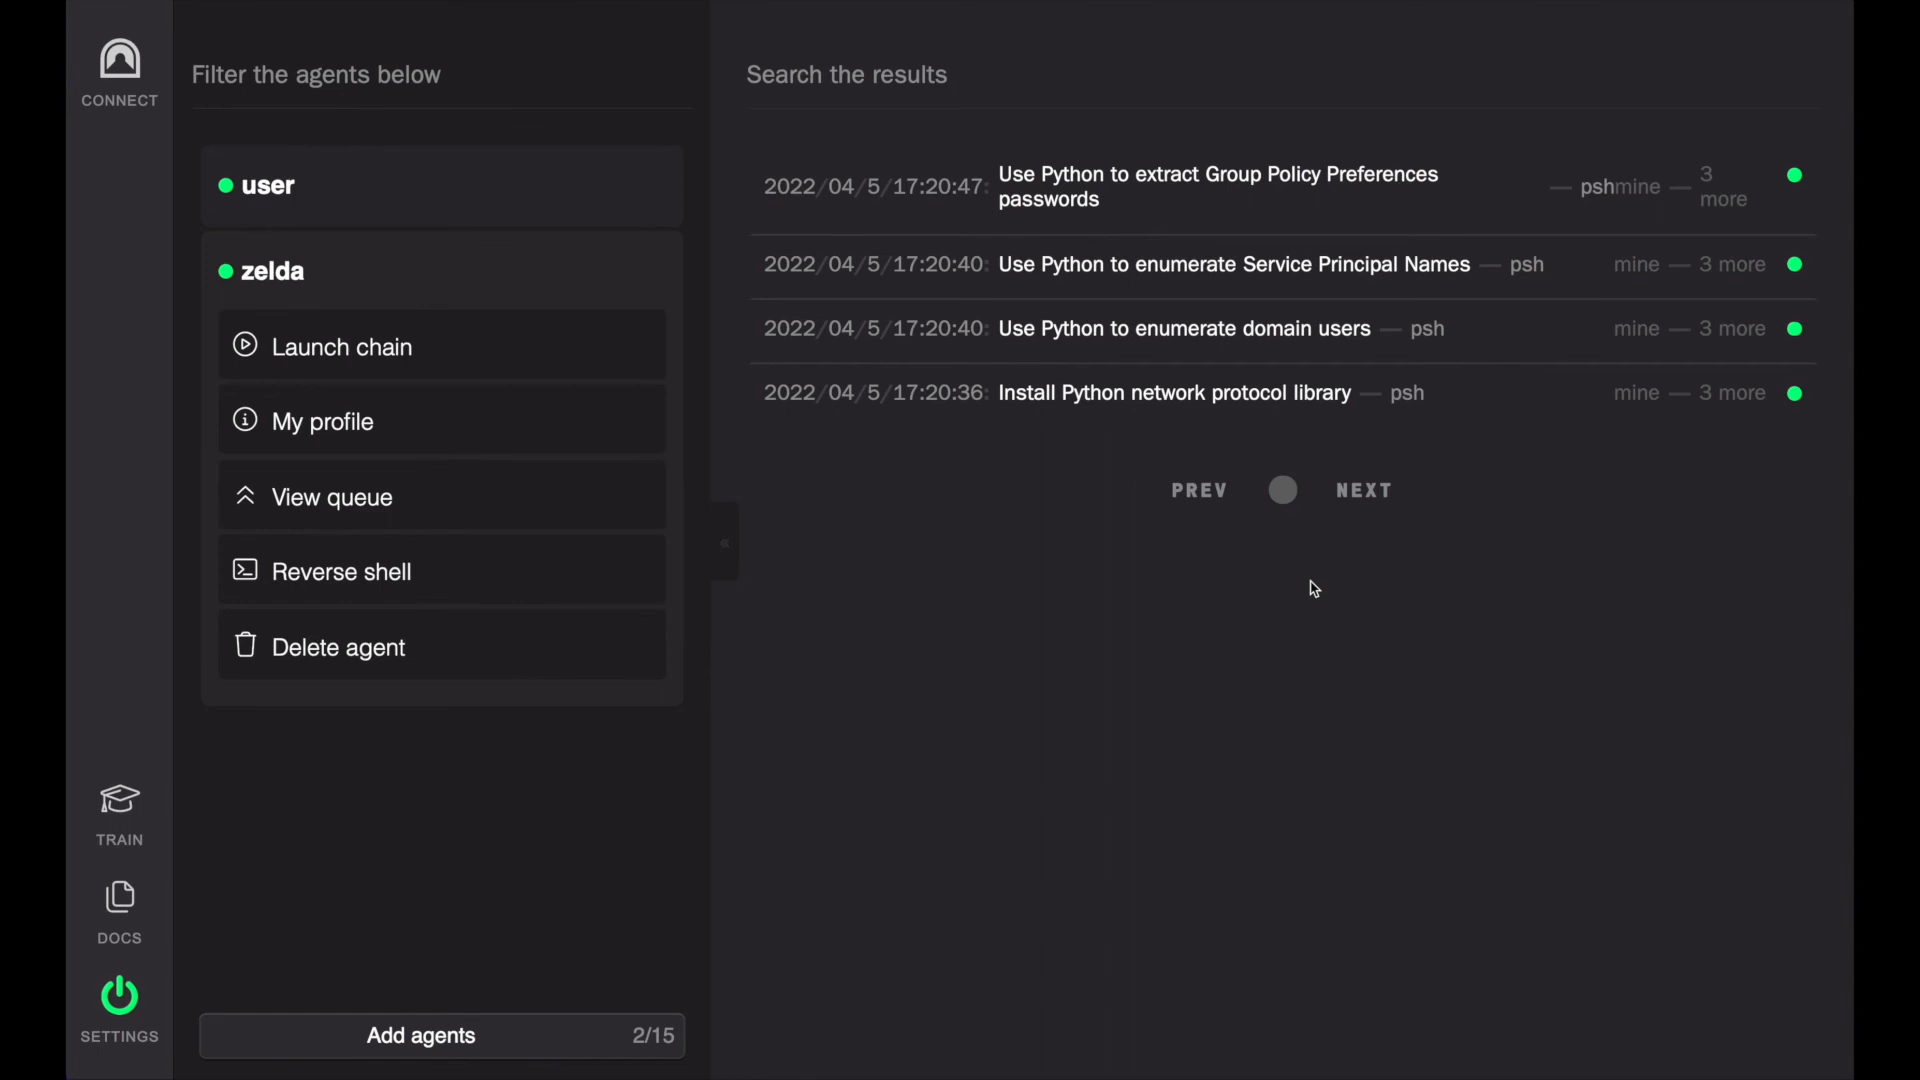 CONNECT
Filter the agents below
user
zelda
Launch chain
My profile
View queue
Reverse shell
Delete agent
Add agents 2/15
TRAIN
DOCS
SETTINGS
Search the results
2022/04/5/17:20:47: Use Python to extract Group Policy Preferences — pshmine — 3
passwords more
2022/04/5/17:20:40: Use Python to enumerate Service Principal Names — psh mine — 3 more
2022/04/5/17:20:40: Use Python to enumerate domain users — psh mine — 3 more
2022/04/5/17:20:36: Install Python network protocol library — psh mine — 3 more
PREV NEXT
«